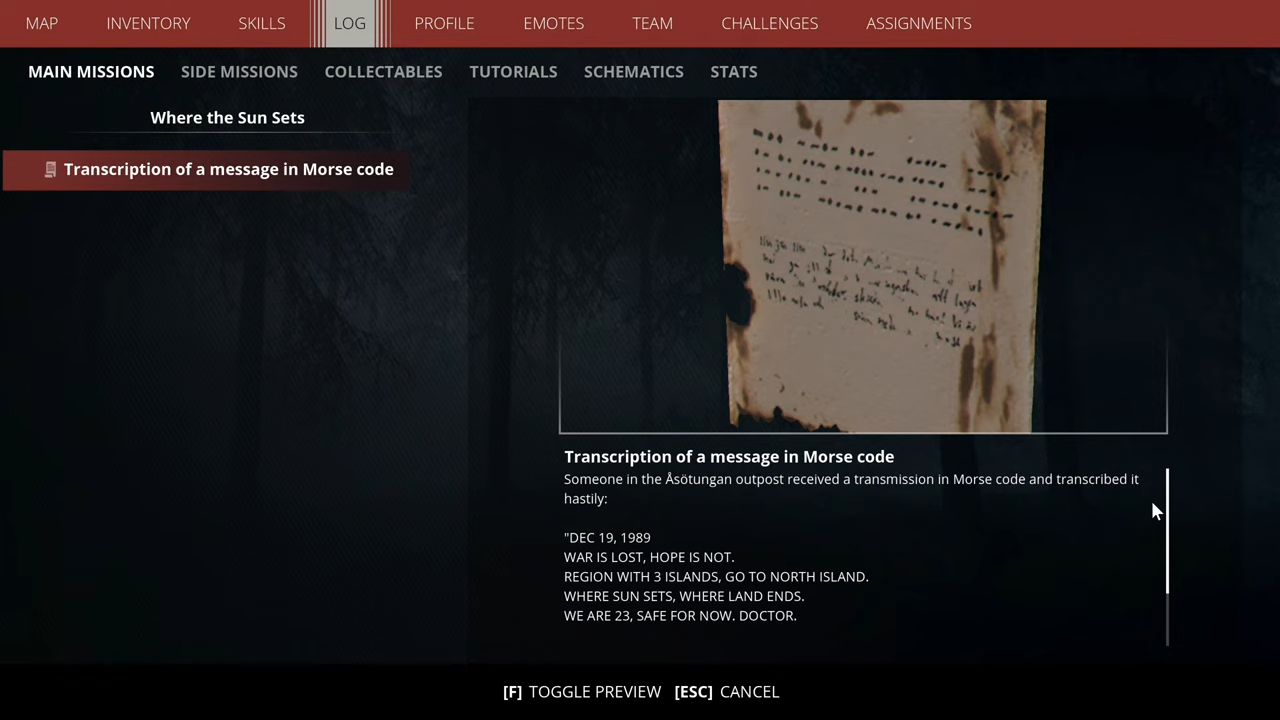 MAP INVENTORY SKILLS LOG PROFILE EMOTES TEAM CHALLENGES ASSIGNMENTS
MAIN MISSIONS SIDE MISSIONS COLLECTABLES TUTORIALS SCHEMATICS STATS
Where the Sun Sets
Transcription of a message in Morse code
Transcription of a message in Morse code
Someone in the Åsötungan outpost received a transmission in Morse code and transcribed it
hastily:
"DEC 19, 1989
WAR IS LOST, HOPE IS NOT.
REGION WITH 3 ISLANDS, GO TO NORTH ISLAND.
WHERE SUN SETS, WHERE LAND ENDS.
WE ARE 23, SAFE FOR NOW. DOCTOR.
[F] TOGGLE PREVIEW [ESC] CANCEL